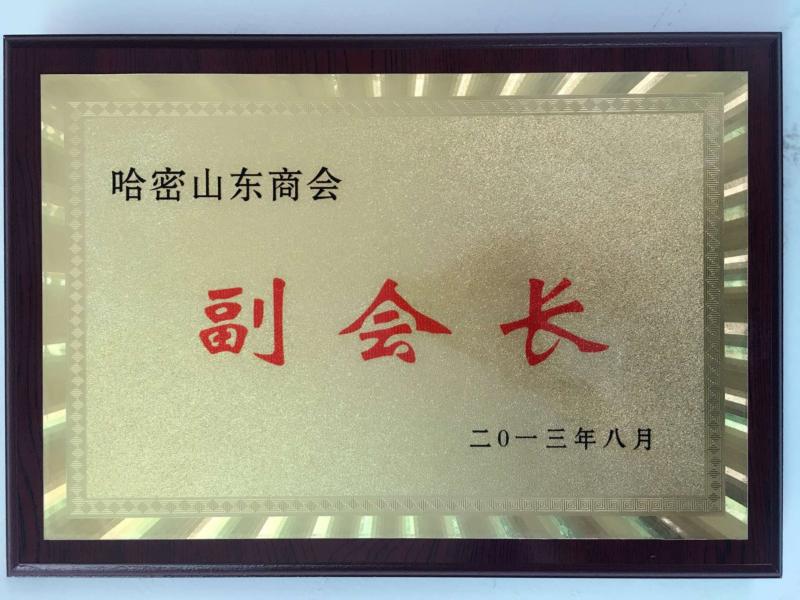 哈密山东商会
副会长
二0一三年八月